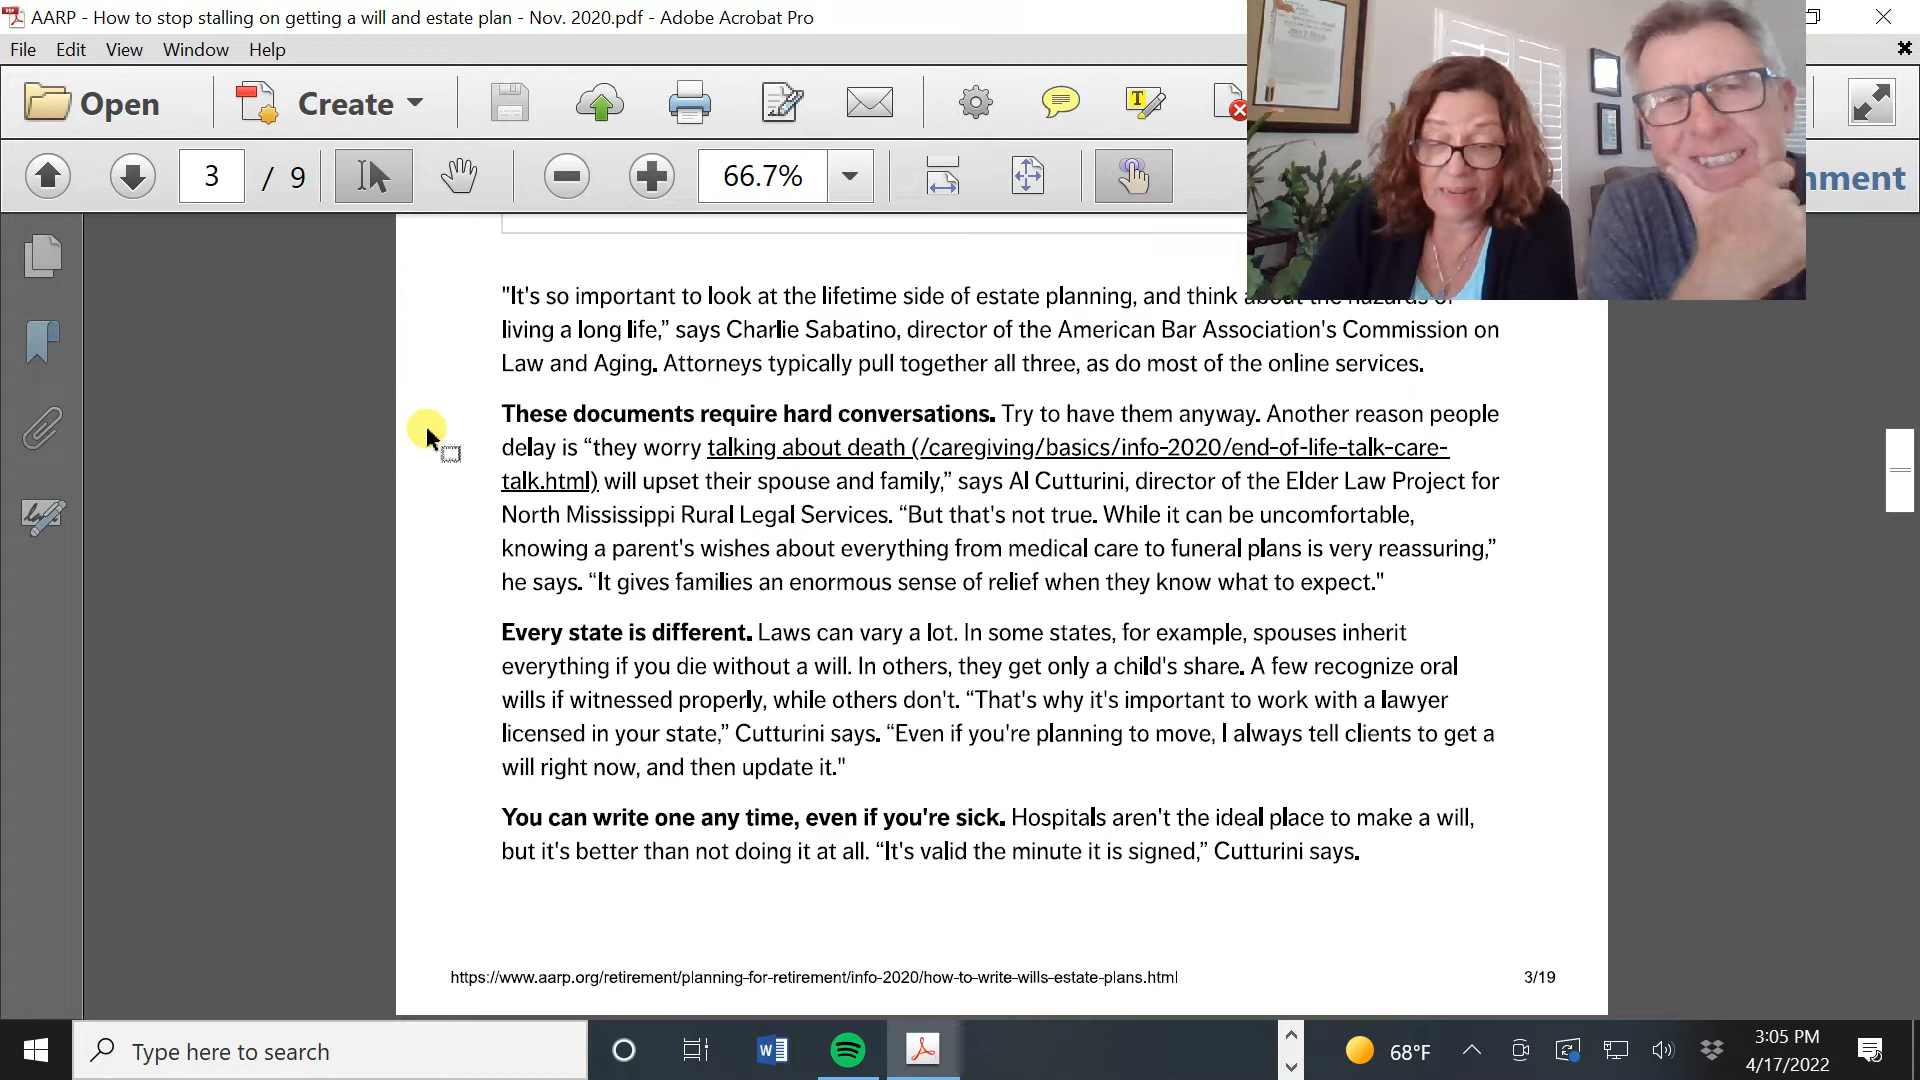 AARP - How to stop stalling on getting a will and estate plan - Nov. 2020.pdf - Adobe Acrobat Pro
File Edit View Window Help
Open Create
3 / 9 66.7% mment
"It's so important to look at the lifetime side of estate planning, and think about the hazards of
living a long life,” says Charlie Sabatino, director of the American Bar Association's Commission on
Law and Aging. Attorneys typically pull together all three, as do most of the online services.
These documents require hard conversations. Try to have them anyway. Another reason people
delay is “they worry talking about death (/caregiving/basics/info-2020/end-of-life-talk-care-
talk.html) will upset their spouse and family,” says Al Cutturini, director of the Elder Law Project for
North Mississippi Rural Legal Services. “But that's not true. While it can be uncomfortable,
knowing a parent's wishes about everything from medical care to funeral plans is very reassuring,”
he says. “It gives families an enormous sense of relief when they know what to expect."
Every state is different. Laws can vary a lot. In some states, for example, spouses inherit
everything if you die without a will. In others, they get only a child's share. A few recognize oral
wills if witnessed properly, while others don't. “That's why it's important to work with a lawyer
licensed in your state,” Cutturini says. “Even if you're planning to move, I always tell clients to get a
will right now, and then update it."
You can write one any time, even if you're sick. Hospitals aren't the ideal place to make a will,
but it's better than not doing it at all. “It's valid the minute it is signed,” Cutturini says.
https://www.aarp.org/retirement/planning-for-retirement/info-2020/how-to-write-wills-estate-plans.html 3/19
Type here to search 68°F 3:05 PM
4/17/2022